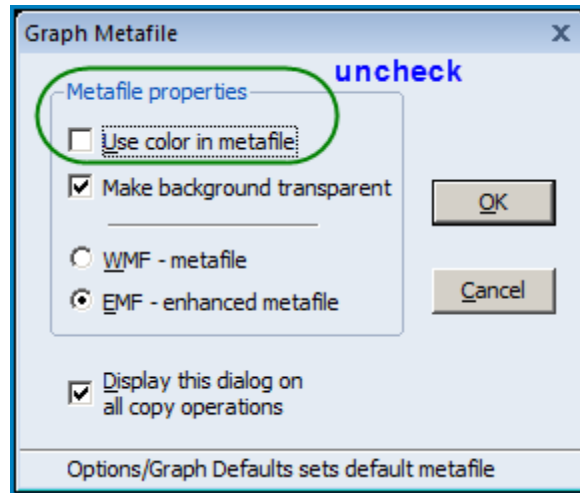 Graph Metafile
x
uncheck
Metafile properties
Use color in metafile
Make background transparent
OK
WMF - metafile
EMF - enhanced metafile
Cancel
Display this dialog on
all copy operations
Options/Graph Defaults sets default metafile